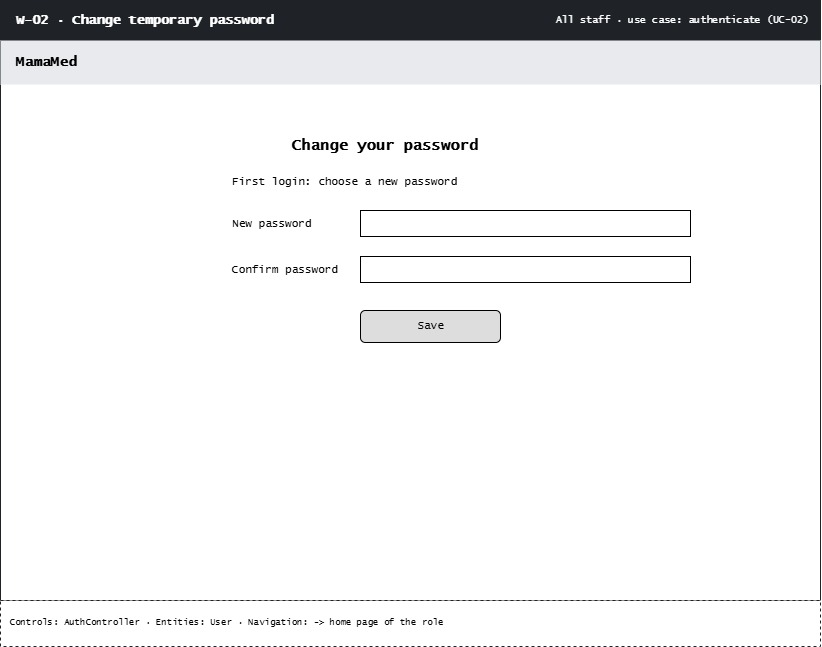 W-02 · Change temporary password
All staff · use case: authenticate (UC-02)
MamaMed
Change your password
First login: choose a new password
New password
Confirm password
Save
Controls: AuthController · Entities: User · Navigation: -> home page of the role